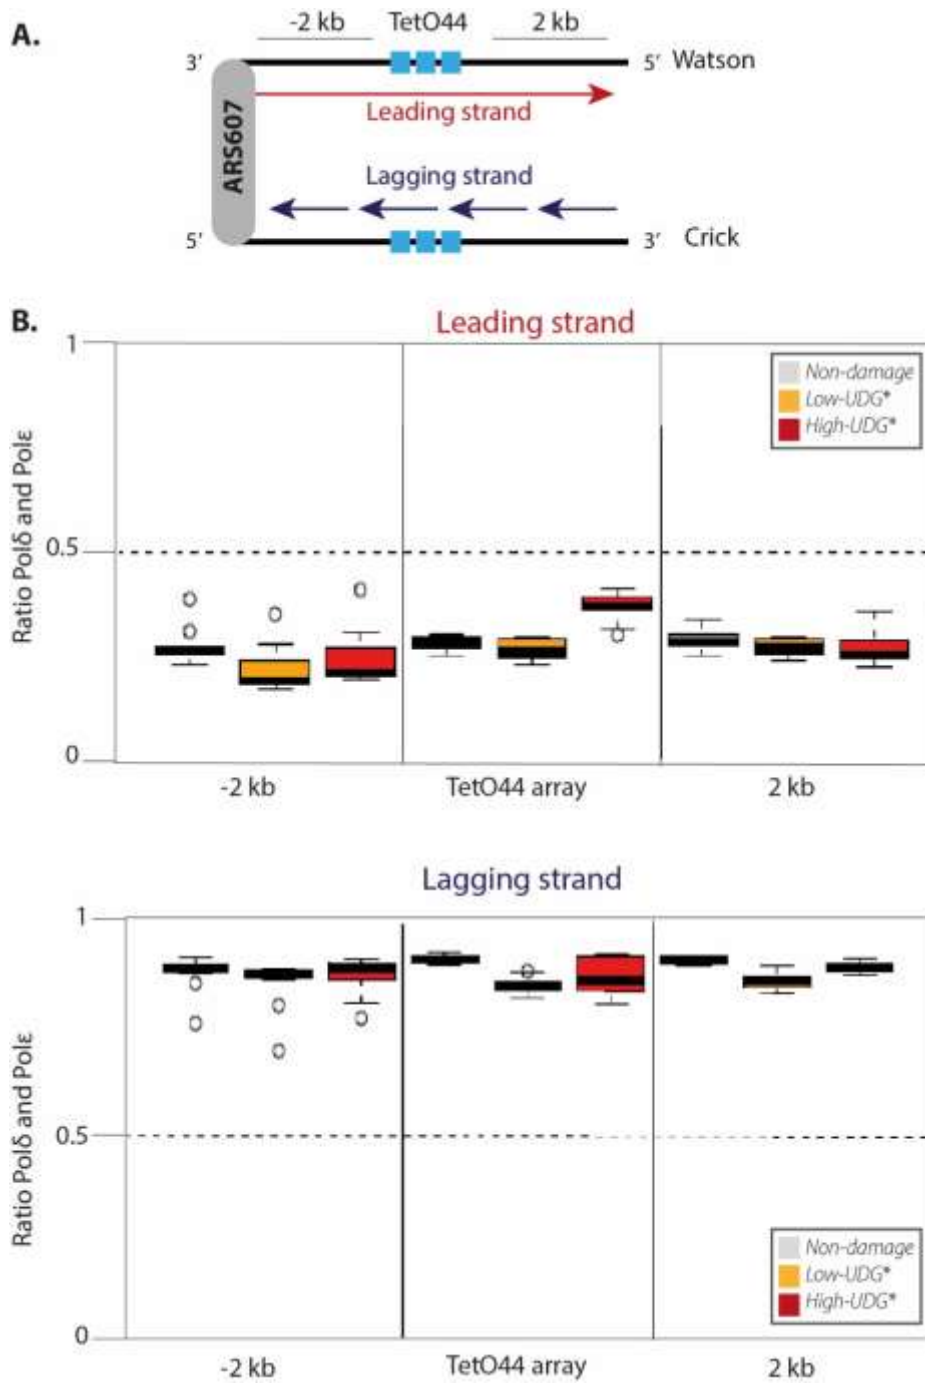 A.
-2 kb TetO44 2 kb
3′ 5′ Watson
Leading strand
ARS607
Lagging strand
5′ 3′ Crick
B.
Leading strand
1
Non-damage
Low-UDG*
High-UDG*
Ratio Polδ and Polε
0.5
0
-2 kb TetO44 array 2 kb
Lagging strand
1
Ratio Polδ and Polε
0.5
Non-damage
Low-UDG*
High-UDG*
0
-2 kb TetO44 array 2 kb